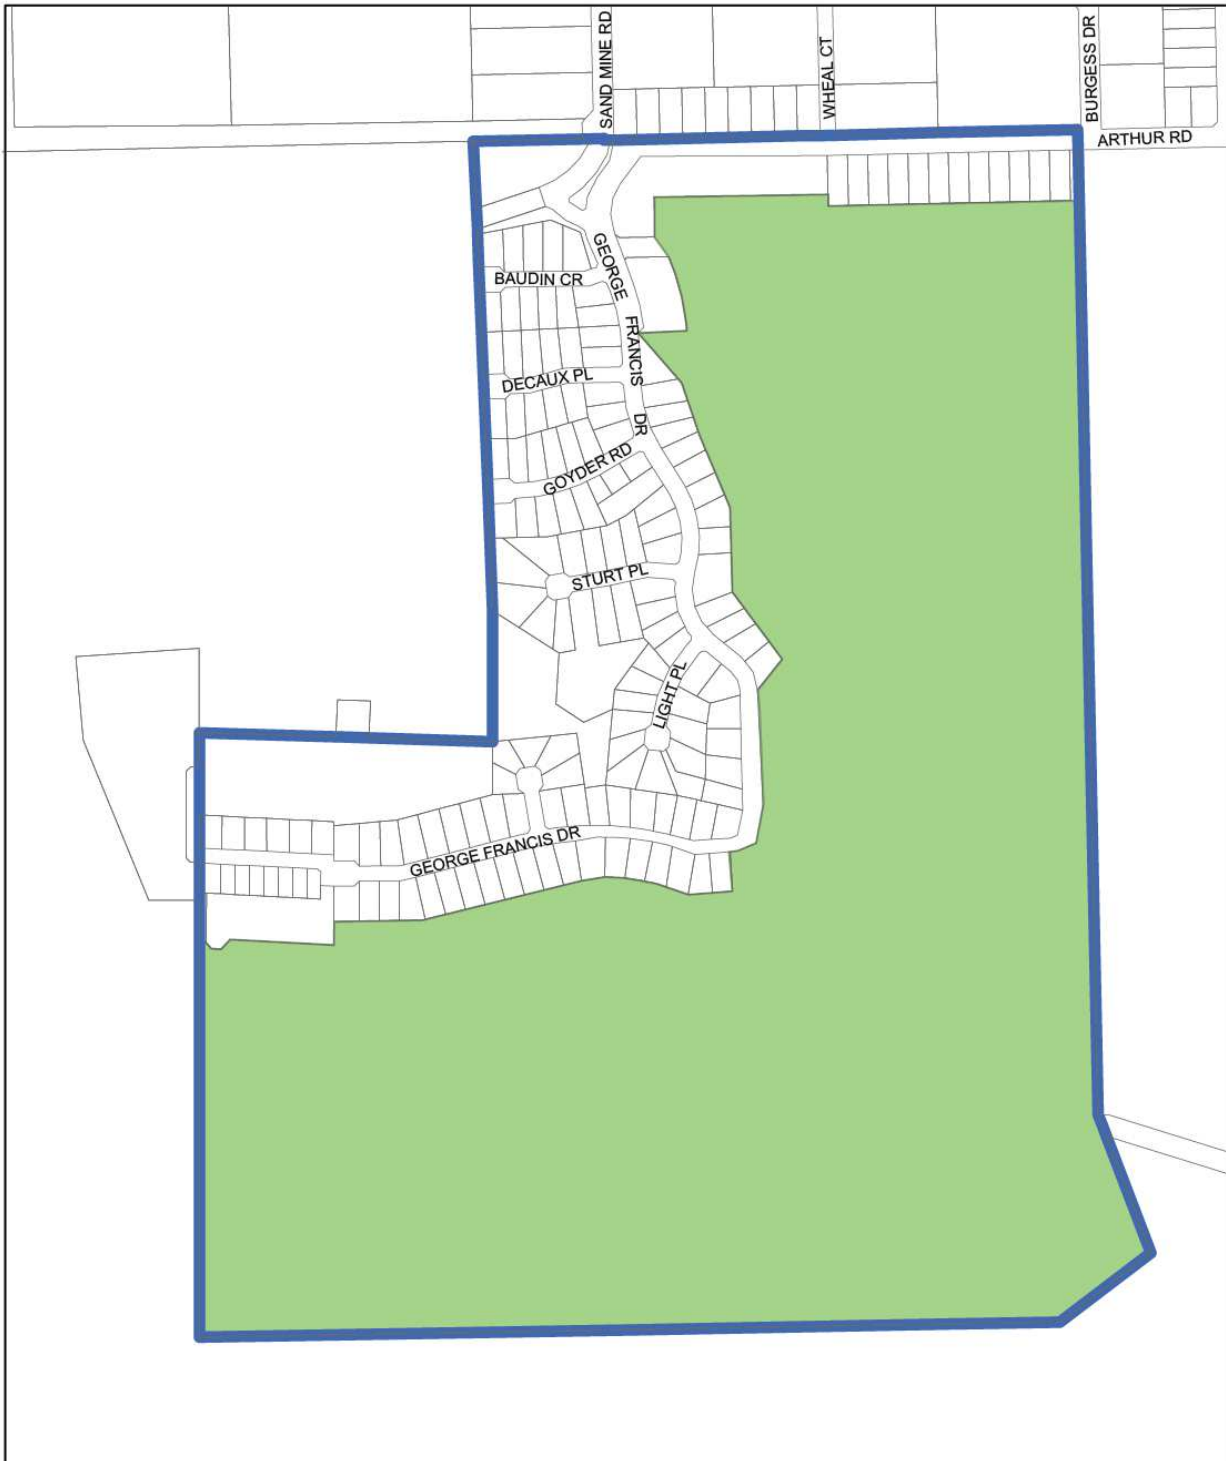 SAND MINE RD
WHEAL CT
BURGESS DR
ARTHUR RD
GEORGE FRANCIS DR
BAUDIN CR
DECAUX PL
GOYDER RD
STURT PL
LIGHT PL
GEORGE FRANCIS DR